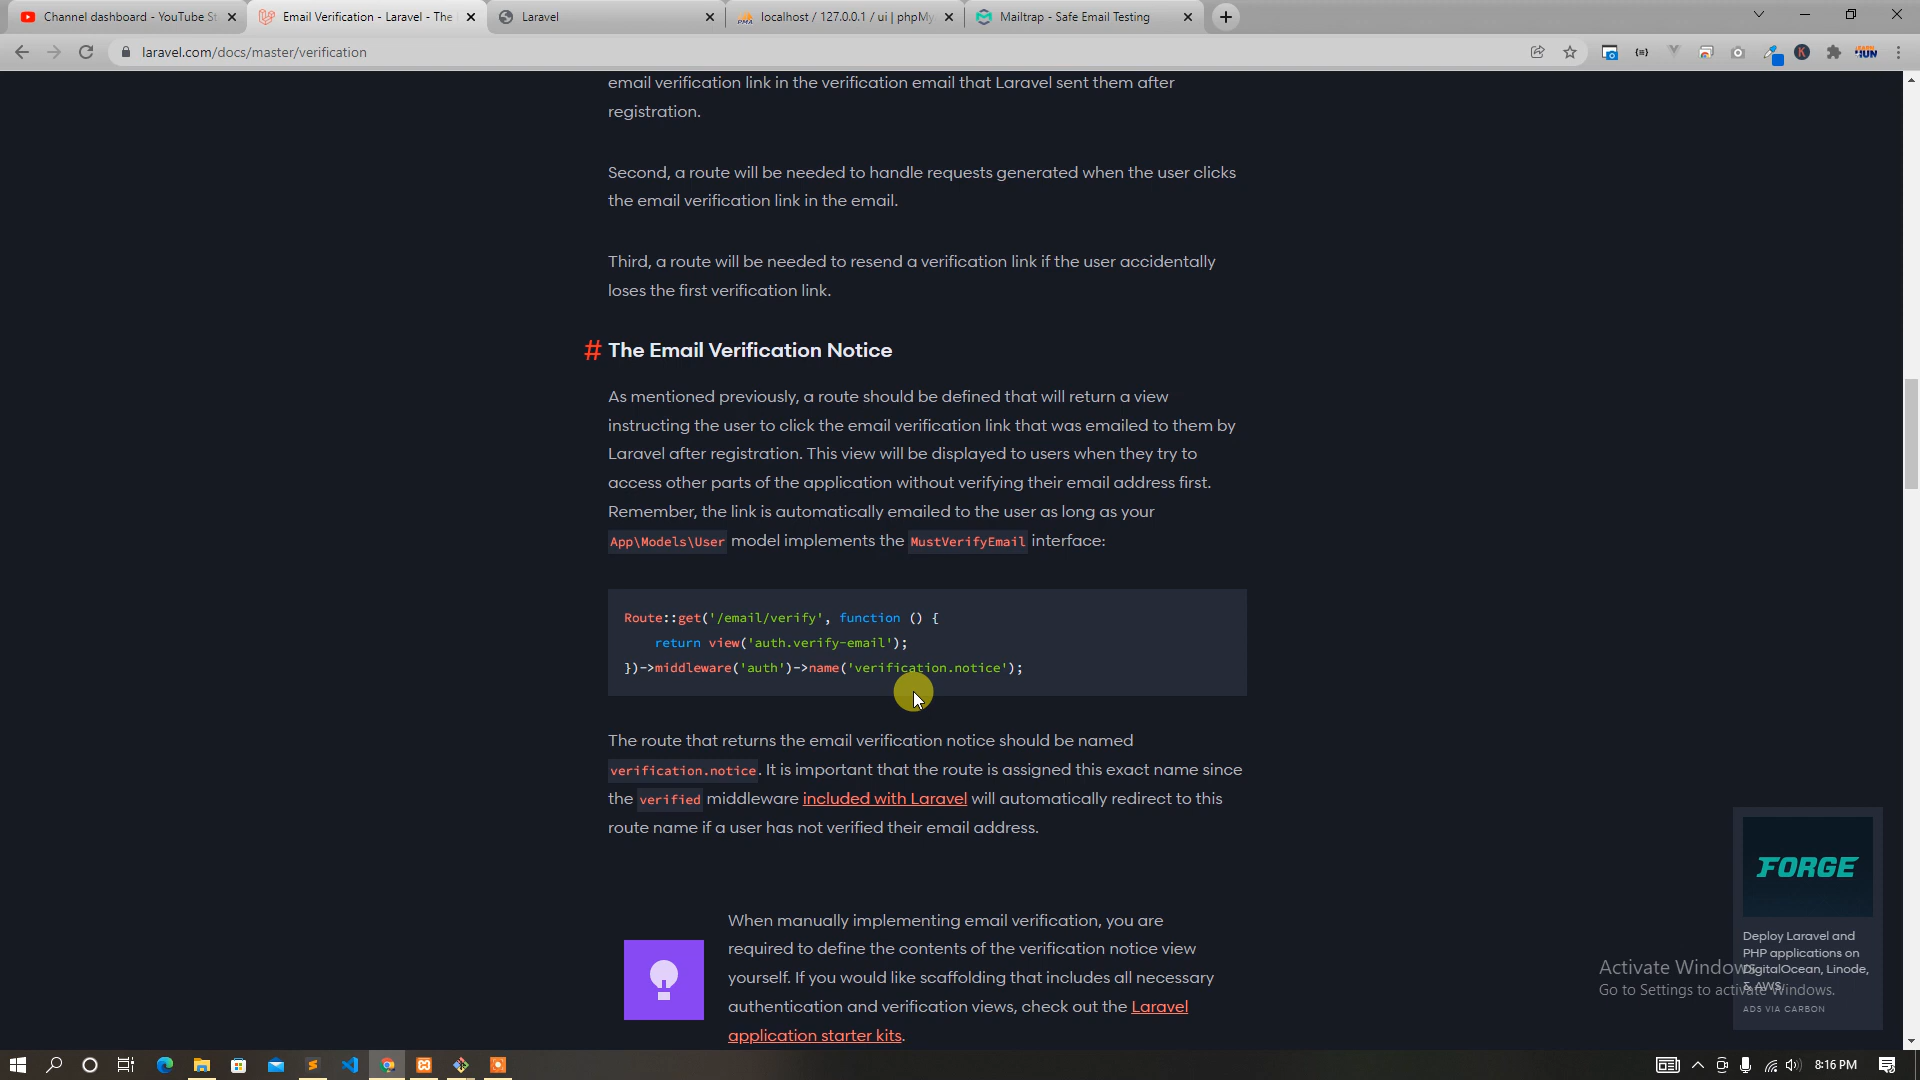 Channel dashboard - YouTube St
Email Verification - Laravel - The
Laravel
localhost / 127.0.0.1 / ui | phpMy
Mailtrap - Safe Email Testing
laravel.com/docs/master/verification
email verification link in the verification email that Laravel sent them after
registration.
Second, a route will be needed to handle requests generated when the user clicks
the email verification link in the email.
Third, a route will be needed to resend a verification link if the user accidentally
loses the first verification link.
# The Email Verification Notice
As mentioned previously, a route should be defined that will return a view
instructing the user to click the email verification link that was emailed to them by
Laravel after registration. This view will be displayed to users when they try to
access other parts of the application without verifying their email address first.
Remember, the link is automatically emailed to the user as long as your
App\Models\User model implements the MustVerifyEmail interface:
Route::get('/email/verify', function () {
    return view('auth.verify-email');
})->middleware('auth')->name('verification.notice');
The route that returns the email verification notice should be named
verification.notice. It is important that the route is assigned this exact name since
the verified middleware included with Laravel will automatically redirect to this
route name if a user has not verified their email address.
When manually implementing email verification, you are
required to define the contents of the verification notice view
yourself. If you would like scaffolding that includes all necessary
authentication and verification views, check out the Laravel
application starter kits.
FORGE
Deploy Laravel and
PHP applications on
DigitalOcean, Linode,
& AWS.
ADS VIA CARBON
Activate Windows
Go to Settings to activate Windows.
8:16 PM